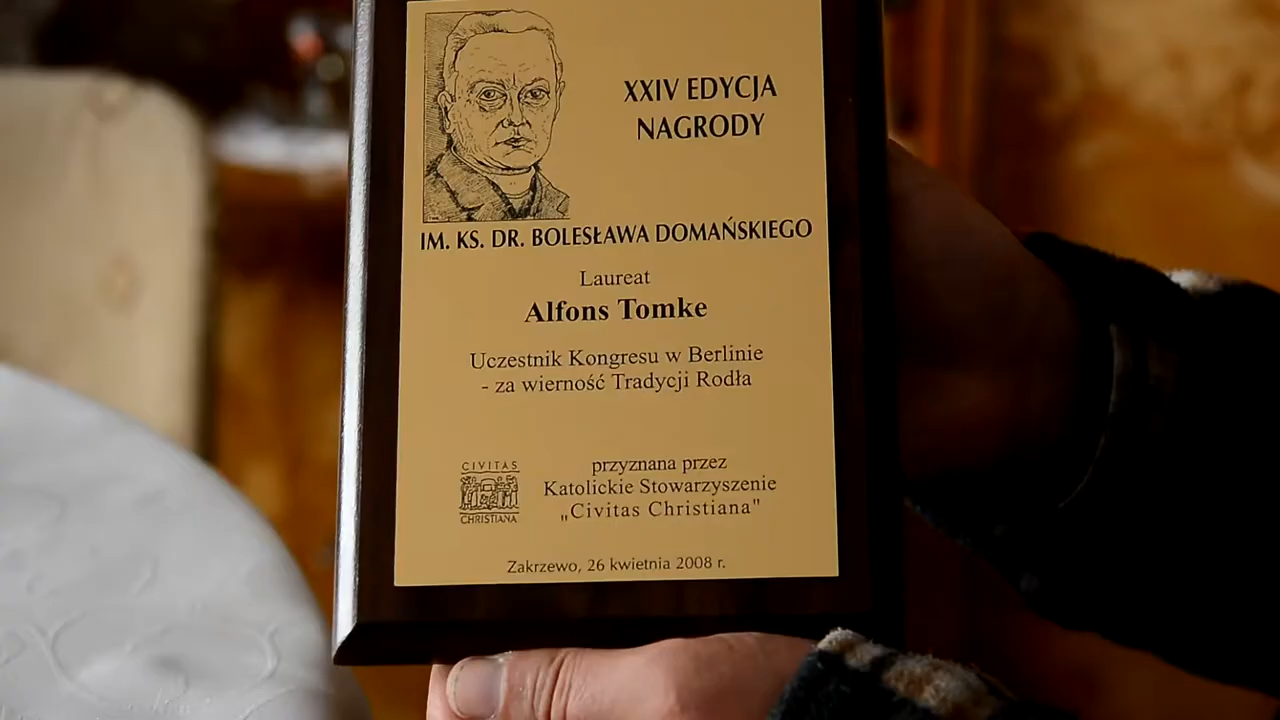 XXIV EDYCJA
NAGRODY
IM. KS. DR. BOLESŁAWA DOMAŃSKIEGO
Laureat
Alfons Tomke
Uczestnik Kongresu w Berlinie
- za wierność Tradycji Rodła
CIVITAS
CHRISTIANA
przyznana przez
Katolickie Stowarzyszenie
„Civitas Christiana"
Zakrzewo, 26 kwietnia 2008 r.